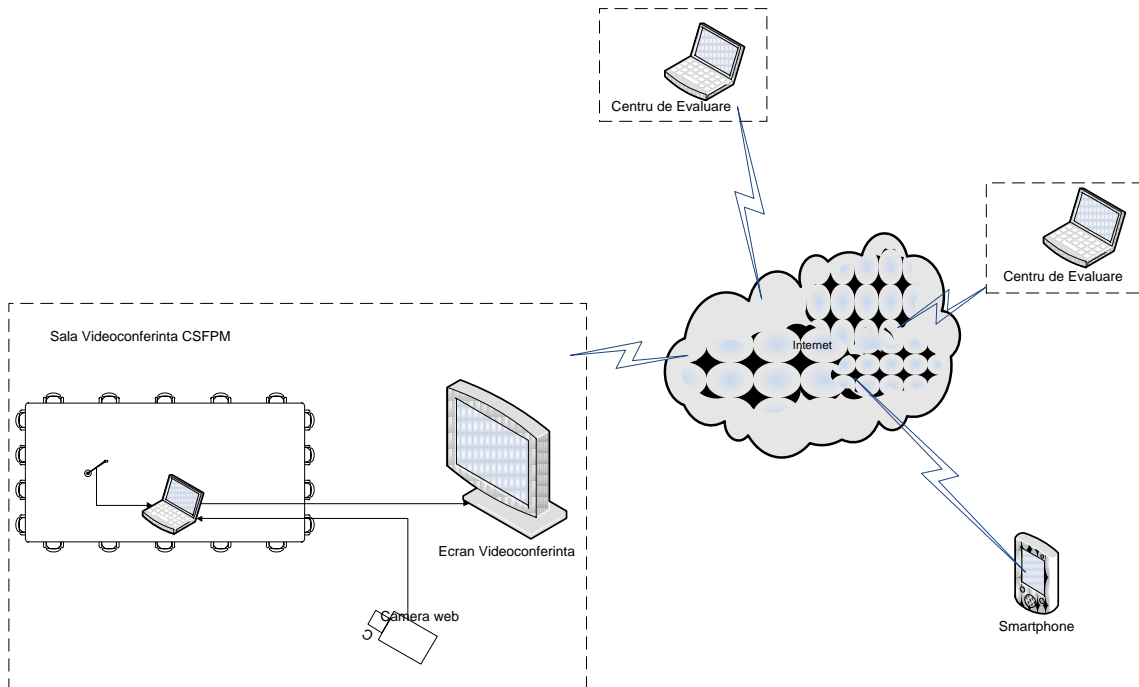 Centru de Evaluare
Centru de Evaluare
Internet
Sala Videoconferinta CSFPM
Ecran Videoconferinta
Camera web
Smartphone